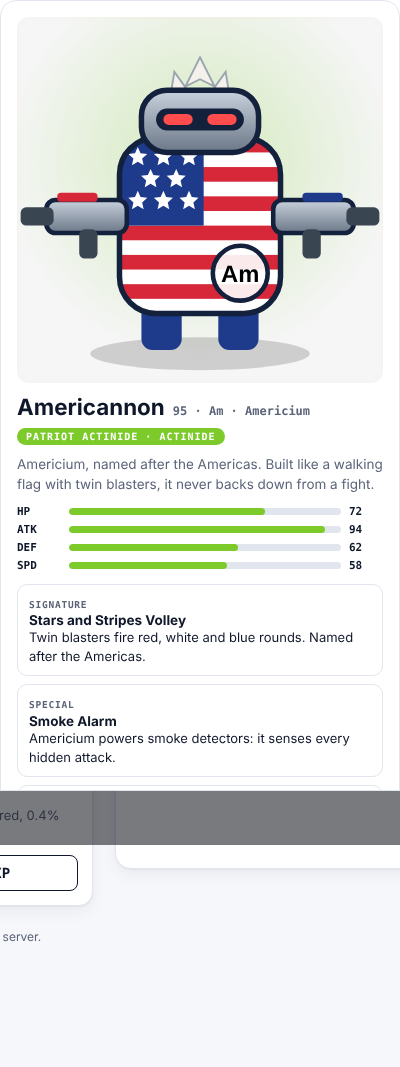 Am
Americannon 95 · Am · Americium
PATRIOT ACTINIDE · ACTINIDE
Americium, named after the Americas. Built like a walking
flag with twin blasters, it never backs down from a fight.
HP 72
ATK 94
DEF 62
SPD 58
SIGNATURE
Stars and Stripes Volley
Twin blasters fire red, white and blue rounds. Named
after the Americas.
SPECIAL
Smoke Alarm
Americium powers smoke detectors: it senses every
hidden attack.
red, 0.4%
server.